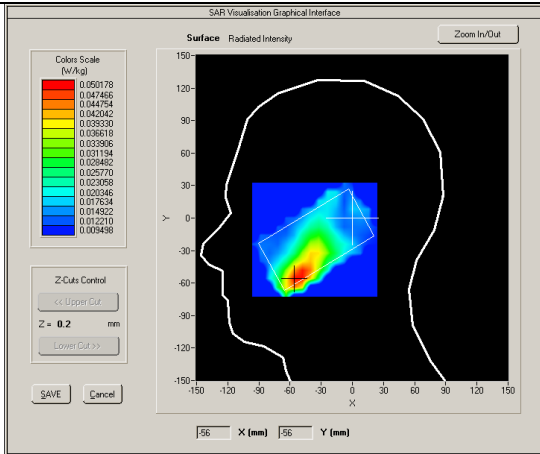 SAR Visualisation Graphical Interface
Surface Radiated Intensity
Zoom In/Out
Colors Scale
(W/kg)
0.050178
0.047466
0.044754
0.042042
0.039330
0.036618
0.033906
0.031194
0.028482
0.025770
0.023058
0.020346
0.017634
0.014922
0.012210
0.009498
Z-Cuts Control
<< Upper Cut
Z = 0.2 mm
Lower Cut >>
SAVE Cancel
150
120
90
60
30
0
-30
-60
-90
-120
-150
Y
-150 -120 -90 -60 -30 0 30 60 90 120 150
X
-56 X (mm) -56 Y (mm)